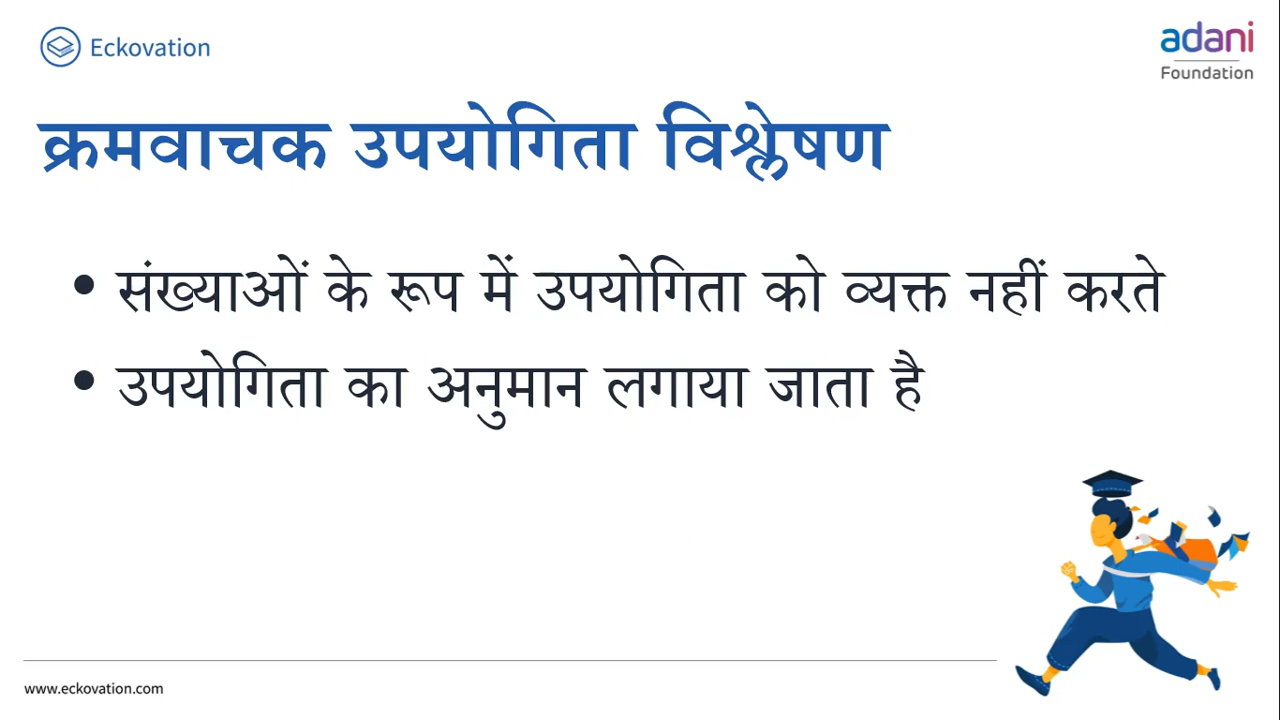 Eckovation
adani
Foundation
क्रमवाचक उपयोगिता विश्लेषण
• संख्याओं के रूप में उपयोगिता को व्यक्त नहीं करते
• उपयोगिता का अनुमान लगाया जाता है
www.eckovation.com